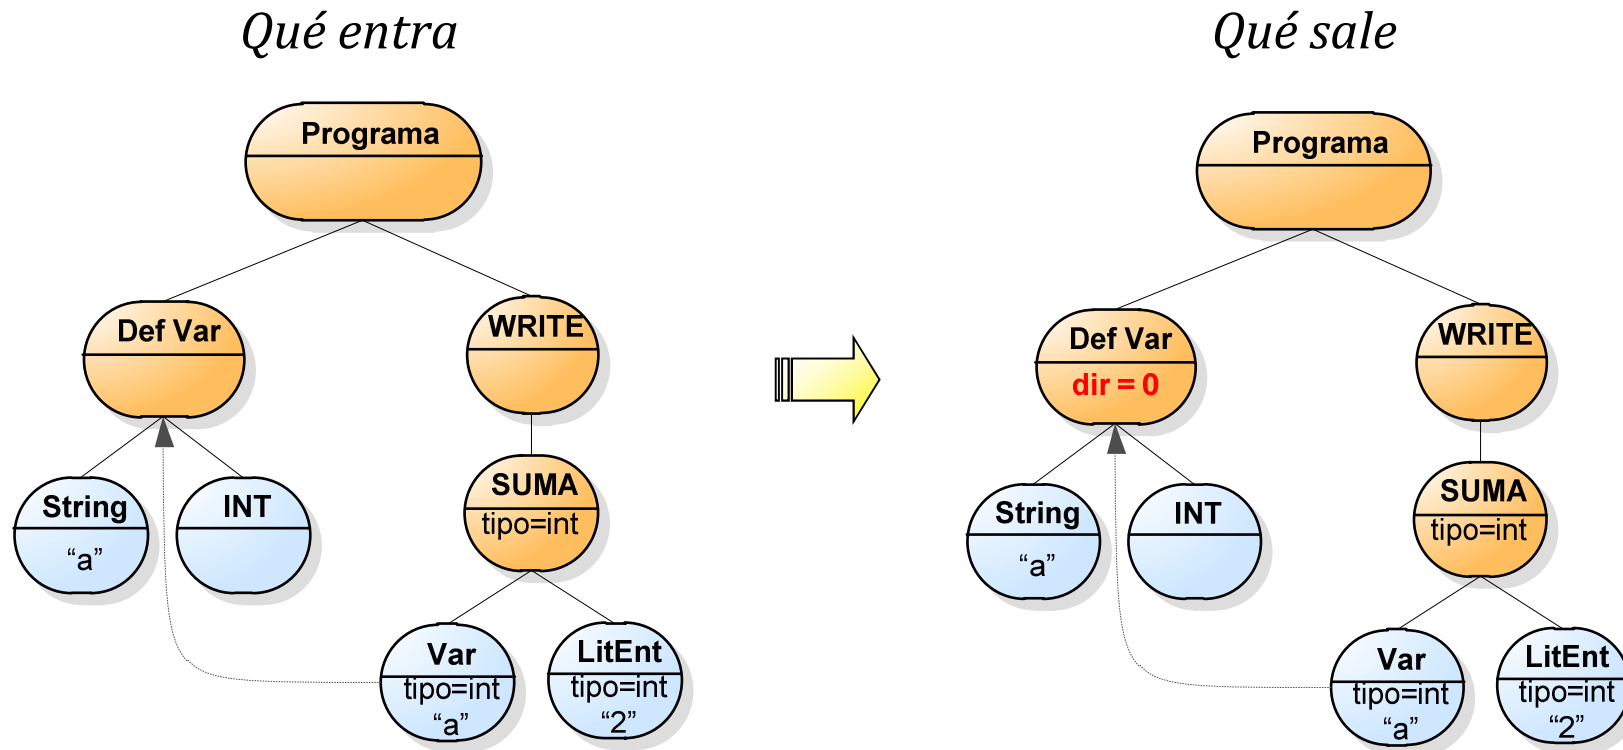 Qué entra
Programa
Def Var
WRITE
String
"a"
INT
SUMA
tipo=int
Var
tipo=int
"a"
LitEnt
tipo=int
"2"
Qué sale
Programa
Def Var
dir = 0
WRITE
String
"a"
INT
SUMA
tipo=int
Var
tipo=int
"a"
LitEnt
tipo=int
"2"